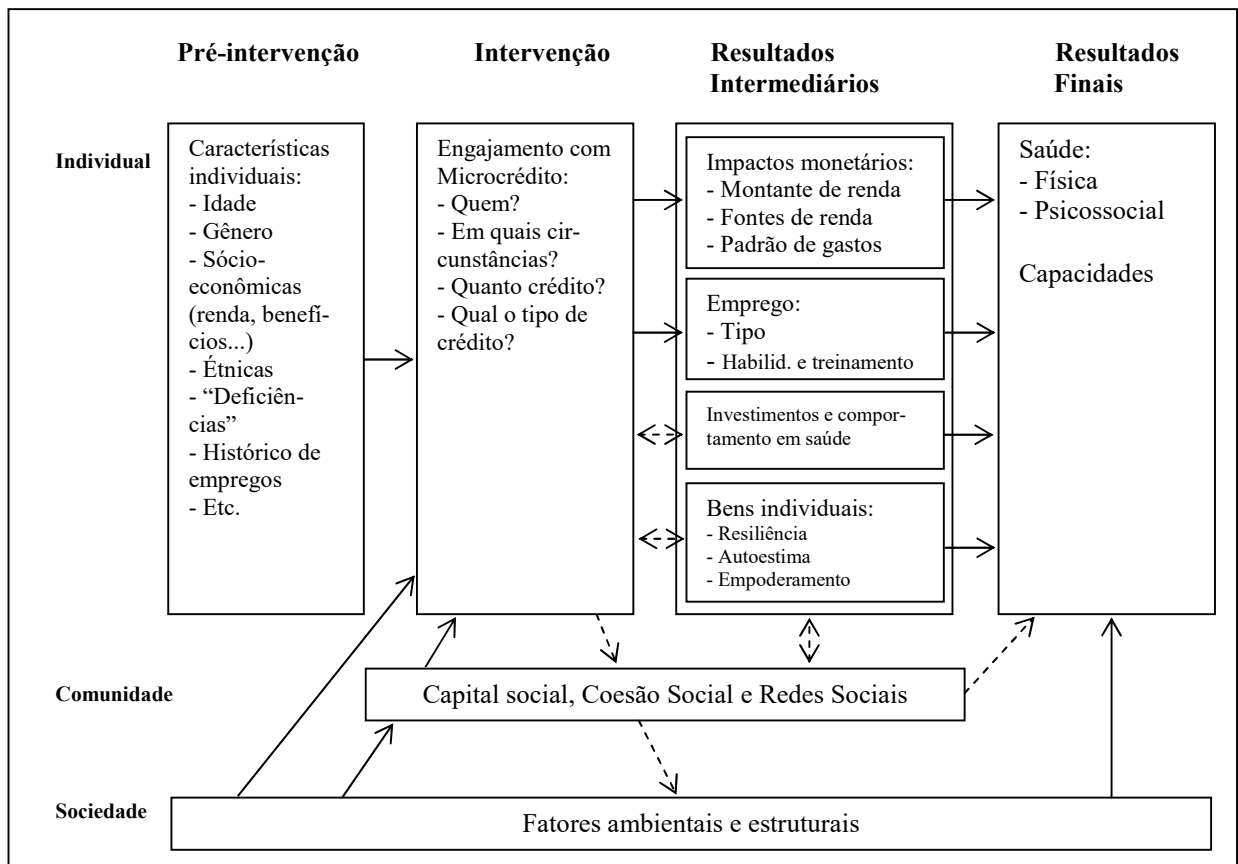 Pré-intervenção
Intervenção
Resultados
Intermediários
Resultados
Finais
Individual
Características
individuais:
- Idade
- Gênero
- Sócio-
econômicas
(renda, benefí-
cios...)
- Étnicas
- “Deficiên-
cias”
- Histórico de
empregos
- Etc.
Engajamento com
Microcrédito:
- Quem?
- Em quais cir-
cunstâncias?
- Quanto crédito?
- Qual o tipo de
crédito?
Impactos monetários:
- Montante de renda
- Fontes de renda
- Padrão de gastos
Emprego:
- Tipo
- Habilid. e treinamento
Investimentos e compor-
tamento em saúde
Bens individuais:
- Resiliência
- Autoestima
- Empoderamento
Saúde:
- Física
- Psicossocial
Capacidades
Comunidade
Capital social, Coesão Social e Redes Sociais
Sociedade
Fatores ambientais e estruturais